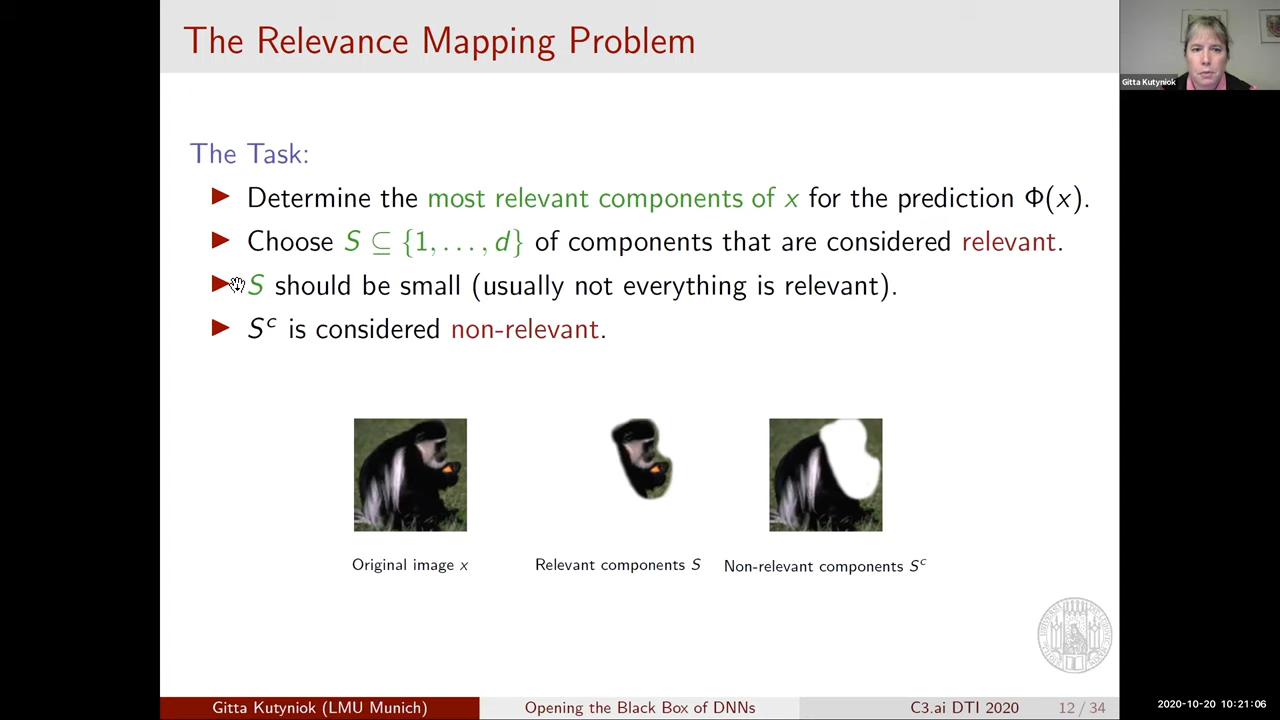 The Relevance Mapping Problem
Gitta Kutyniok
The Task:
Determine the most relevant components of x for the prediction Φ(x).
Choose S ⊆ {1, . . . , d} of components that are considered relevant.
S should be small (usually not everything is relevant).
Sᶜ is considered non-relevant.
Original image x
Relevant components S
Non-relevant components Sᶜ
Gitta Kutyniok (LMU Munich)
Opening the Black Box of DNNs
C3.ai DTI 2020
12 / 34
2020-10-20 10:21:06